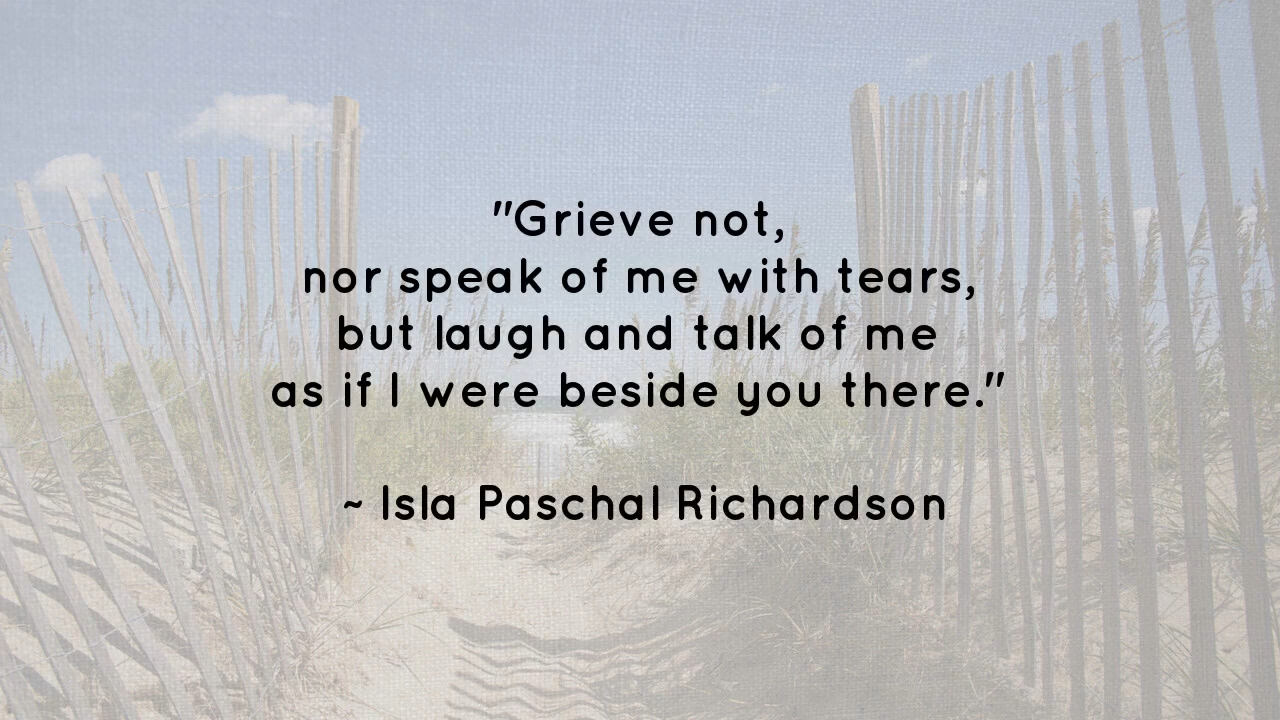 "Grieve not,
nor speak of me with tears,
but laugh and talk of me
as if I were beside you there."
~ Isla Paschal Richardson